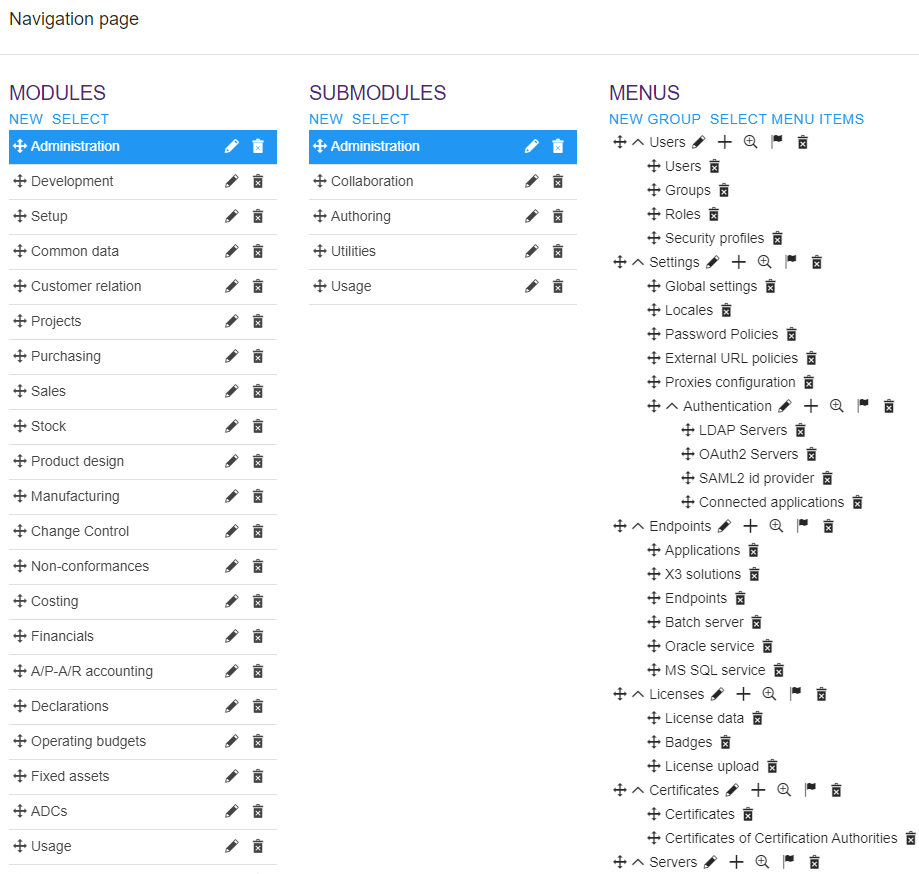 Navigation page
MODULES
NEW SELECT
Administration
Development
Setup
Common data
Customer relation
Projects
Purchasing
Sales
Stock
Product design
Manufacturing
Change Control
Non-conformances
Costing
Financials
A/P-A/R accounting
Declarations
Operating budgets
Fixed assets
ADCs
Usage
SUBMODULES
NEW SELECT
Administration
Collaboration
Authoring
Utilities
Usage
MENUS
NEW GROUP SELECT MENU ITEMS
Users
Users
Groups
Roles
Security profiles
Settings
Global settings
Locales
Password Policies
External URL policies
Proxies configuration
Authentication
LDAP Servers
OAuth2 Servers
SAML2 id provider
Connected applications
Endpoints
Applications
X3 solutions
Endpoints
Batch server
Oracle service
MS SQL service
Licenses
License data
Badges
License upload
Certificates
Certificates
Certificates of Certification Authorities
Servers